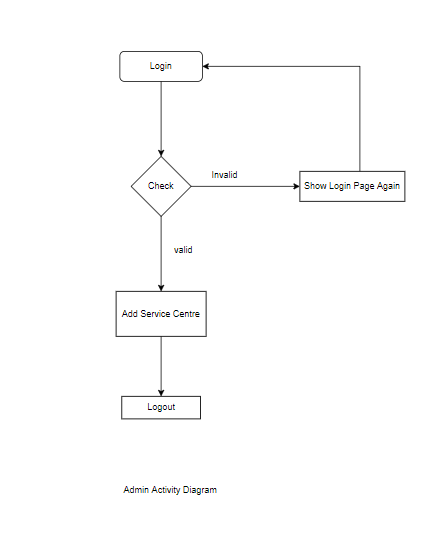 Login
Check
Invalid
Show Login Page Again
valid
Add Service Centre
Logout
Admin Activity Diagram